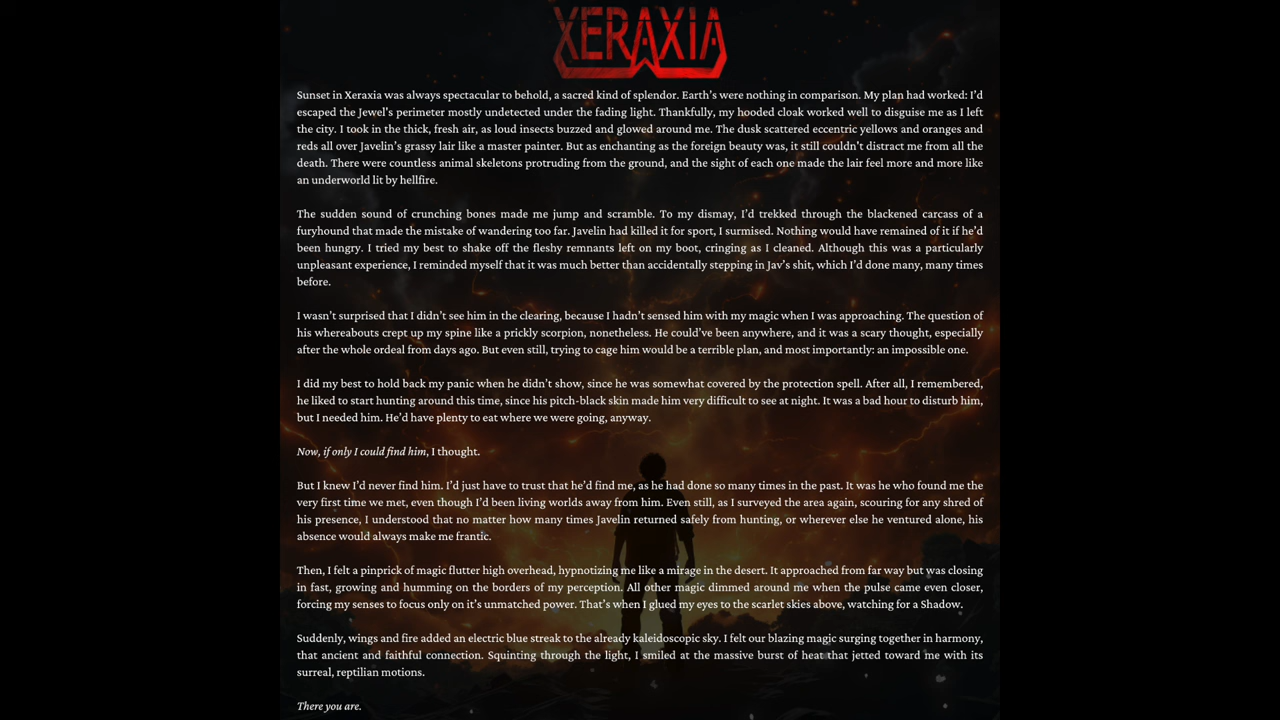 XERAXIA
Sunset in Xeraxia was always spectacular to behold, a sacred kind of splendor. Earth's were nothing in comparison. My plan had worked: I'd
escaped the Jewel's perimeter mostly undetected under the fading light. Thankfully, my hooded cloak worked well to disguise me as I left
the city. I took in the thick, fresh air, as loud insects buzzed and glowed around me. The dusk scattered eccentric yellows and oranges and
reds all over Javelin's grassy lair like a master painter. But as enchanting as the foreign beauty was, it still couldn't distract me from all the
death. There were countless animal skeletons protruding from the ground, and the sight of each one made the lair feel more and more like
an underworld lit by hellfire.
The sudden sound of crunching bones made me jump and scramble. To my dismay, I'd trekked through the blackened carcass of a
furyhound that made the mistake of wandering too far. Javelin had killed it for sport, I surmised. Nothing would have remained of it if he'd
been hungry. I tried my best to shake off the fleshy remnants left on my boot, cringing as I cleaned. Although this was a particularly
unpleasant experience, I reminded myself that it was much better than accidentally stepping in Jav's shit, which I'd done many, many times
before.
I wasn't surprised that I didn't see him in the clearing, because I hadn't sensed him with my magic when I was approaching. The question of
his whereabouts crept up my spine like a prickly scorpion, nonetheless. He could've been anywhere, and it was a scary thought, especially
after the whole ordeal from days ago. But even still, trying to cage him would be a terrible plan, and most importantly: an impossible one.
I did my best to hold back my panic when he didn't show, since he was somewhat covered by the protection spell. After all, I remembered,
he liked to start hunting around this time, since his pitch-black skin made him very difficult to see at night. It was a bad hour to disturb him,
but I needed him. He'd have plenty to eat where we were going, anyway.
Now, if only I could find him, I thought.
But I knew I'd never find him. I'd just have to trust that he'd find me, as he had done so many times in the past. It was he who found me the
very first time we met, even though I'd been living worlds away from him. Even still, as I surveyed the area again, scouring for any shred of
his presence, I understood that no matter how many times Javelin returned safely from hunting, or wherever else he ventured alone, his
absence would always make me frantic.
Then, I felt a pinprick of magic flutter high overhead, hypnotizing me like a mirage in the desert. It approached from far way but was closing
in fast, growing and humming on the borders of my perception. All other magic dimmed around me when the pulse came even closer,
forcing my senses to focus only on it's unmatched power. That's when I glued my eyes to the scarlet skies above, watching for a Shadow.
Suddenly, wings and fire added an electric blue streak to the already kaleidoscopic sky. I felt our blazing magic surging together in harmony,
that ancient and faithful connection. Squinting through the light, I smiled at the massive burst of heat that jetted toward me with its
surreal, reptilian motions.
There you are.